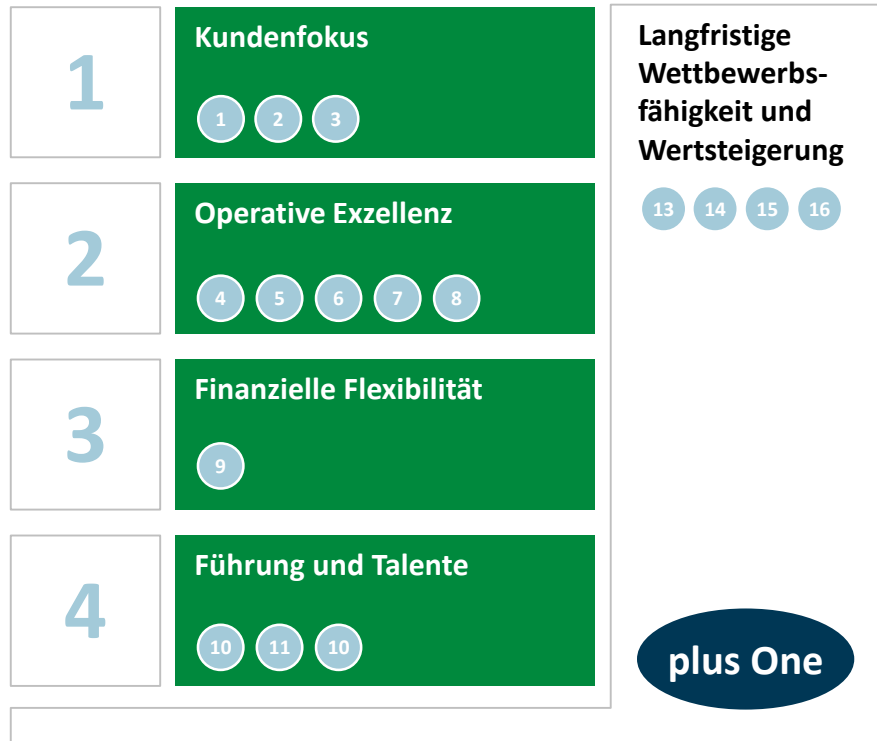 1
Kundenfokus
1 2 3
2
Operative Exzellenz
4 5 6 7 8
3
Finanzielle Flexibilität
9
4
Führung und Talente
10 11 10
Langfristige
Wettbewerbs-
fähigkeit und
Wertsteigerung
13 14 15 16
plus One